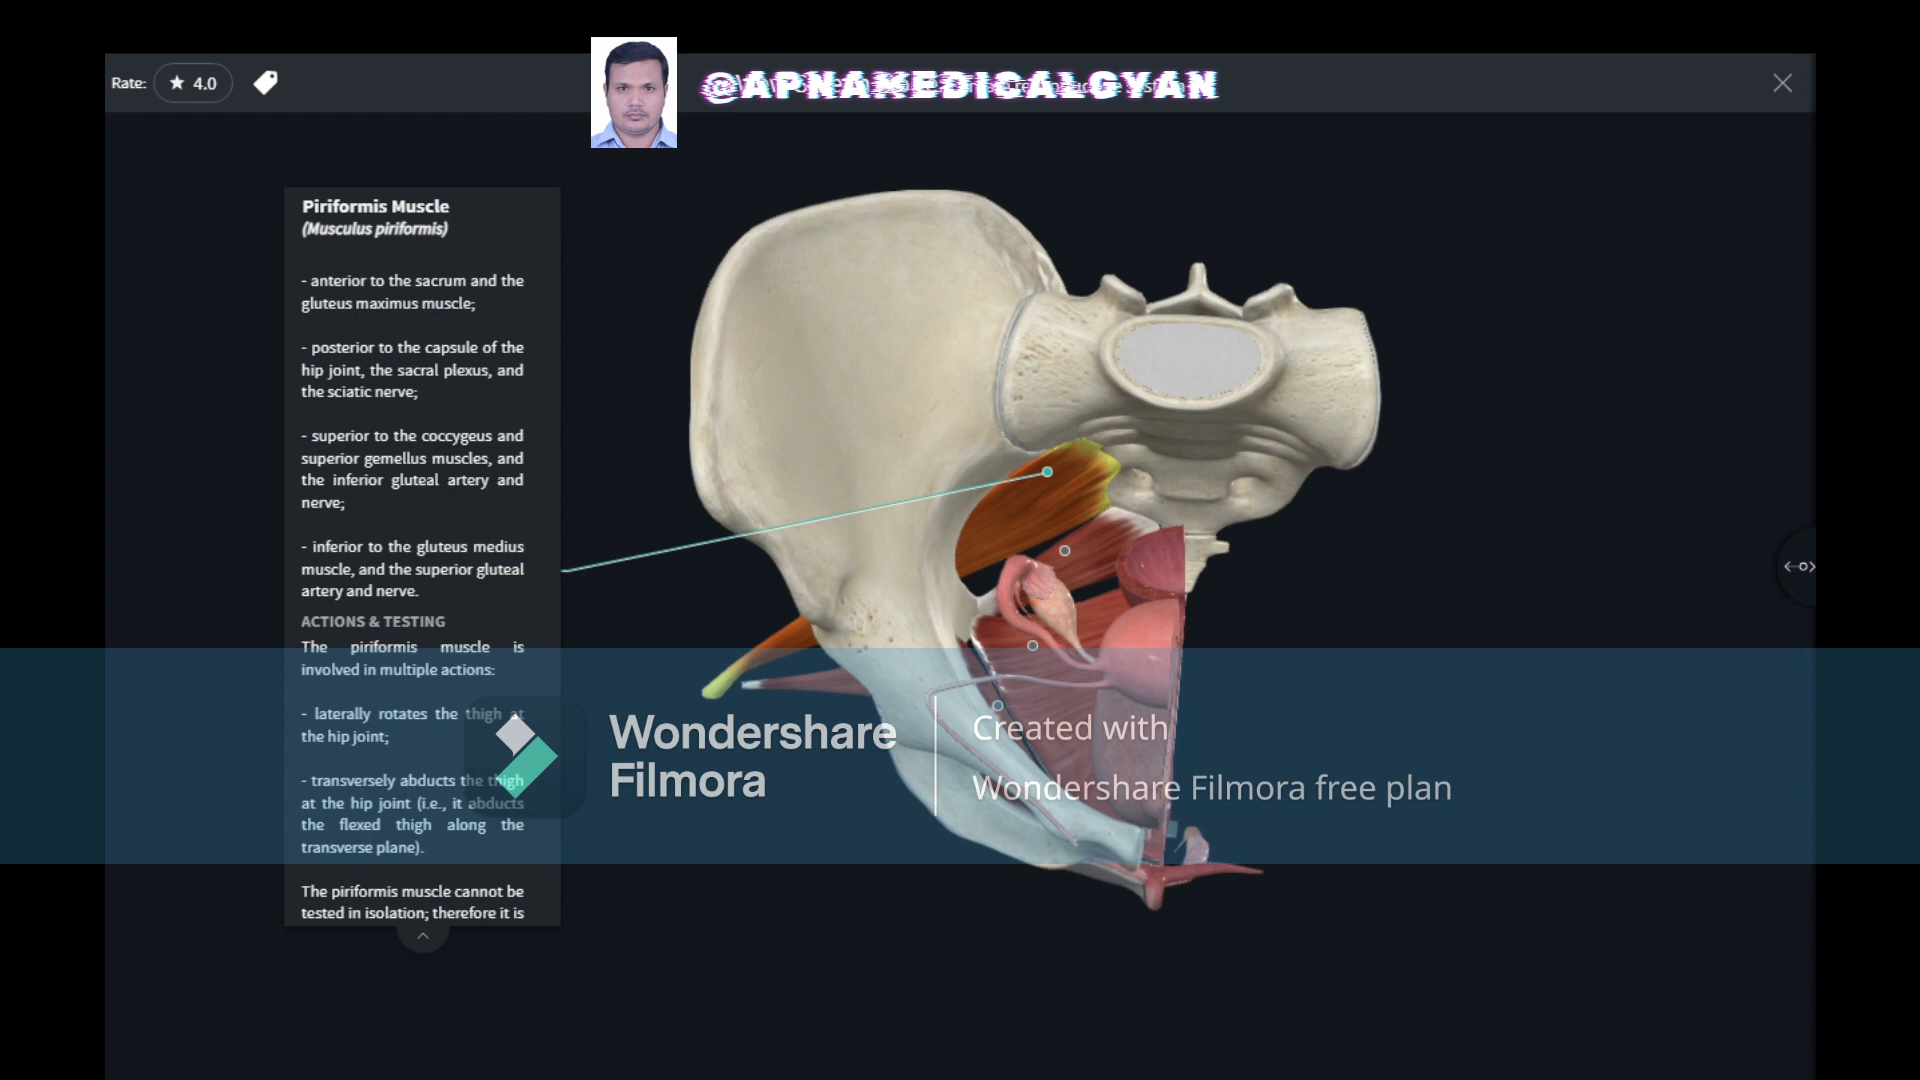 Rate: ★ 4.0
@APNAMEDICALGYAN
Piriformis Muscle
(Musculus piriformis)
- anterior to the sacrum and the
gluteus maximus muscle;
- posterior to the capsule of the
hip joint, the sacral plexus, and
the sciatic nerve;
- superior to the coccygeus and
superior gemellus muscles, and
the inferior gluteal artery and
nerve;
- inferior to the gluteus medius
muscle, and the superior gluteal
artery and nerve.
ACTIONS & TESTING
The piriformis muscle is
involved in multiple actions:
- laterally rotates the thigh at
the hip joint;
- transversely abducts the thigh
at the hip joint (i.e., it abducts
the flexed thigh along the
transverse plane).
The piriformis muscle cannot be
tested in isolation; therefore it is
Wondershare
Filmora
Created with
Wondershare Filmora free plan